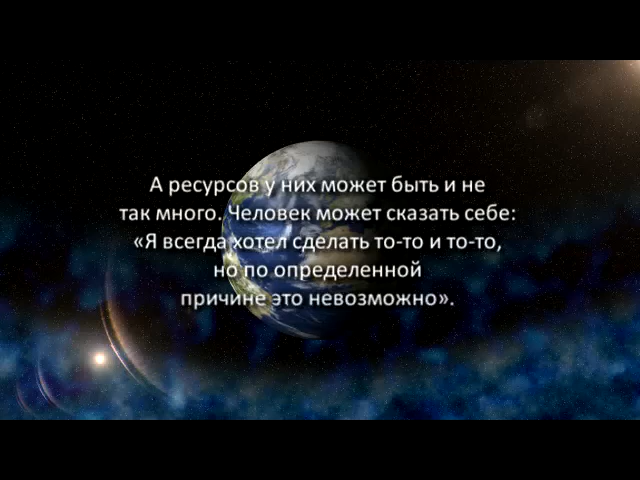 А ресурсов у них может быть и не
так много. Человек может сказать себе:
«Я всегда хотел сделать то-то и то-то,
но по определенной
причине это невозможно».